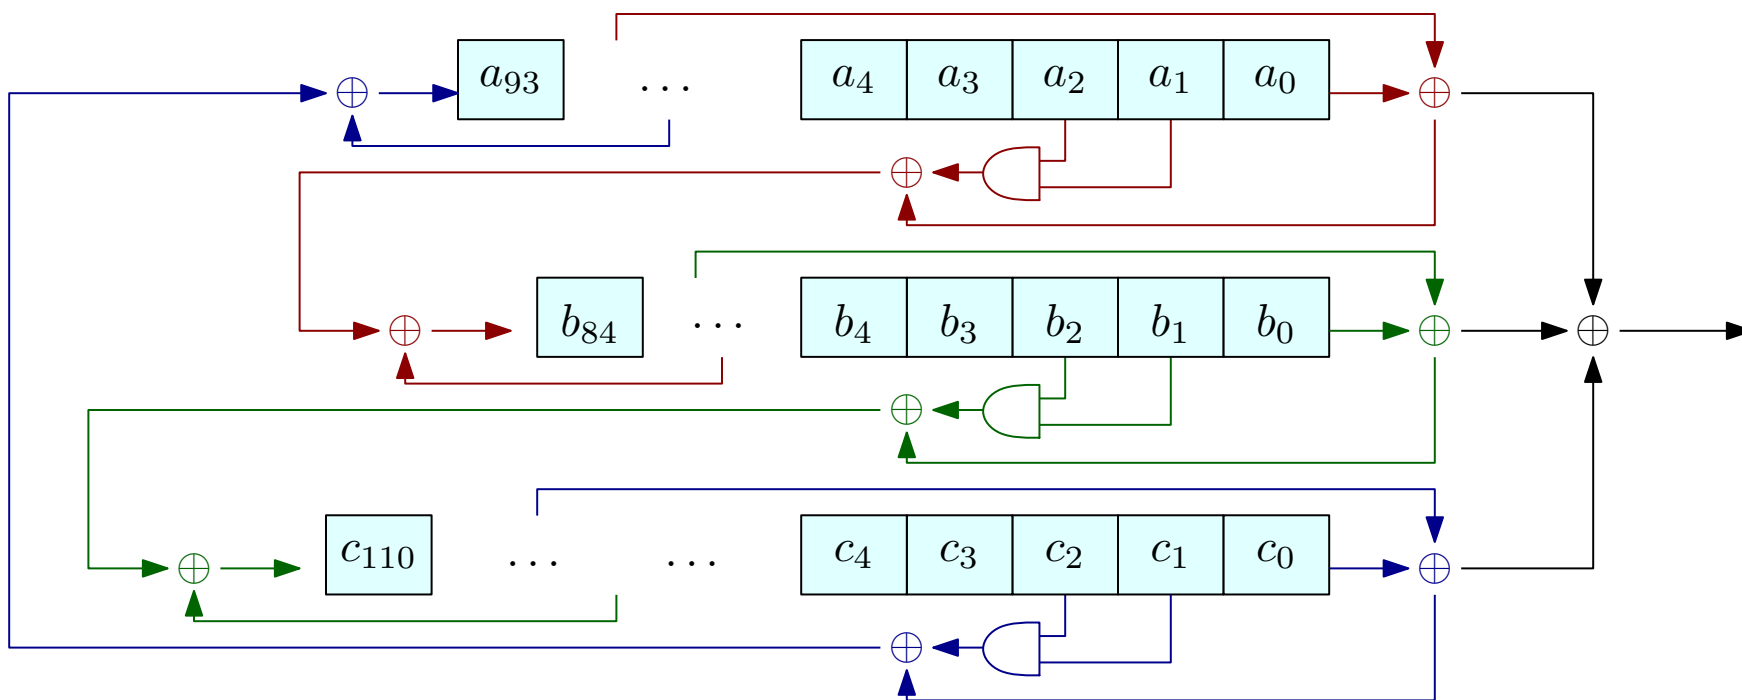 a₉₃ ... a₄ a₃ a₂ a₁ a₀
b₈₄ ... b₄ b₃ b₂ b₁ b₀
c₁₁₀ ... ... c₄ c₃ c₂ c₁ c₀